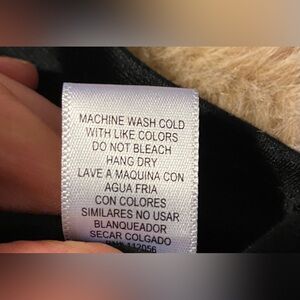 MACHINE WASH COLD
WITH LIKE COLORS
DO NOT BLEACH
HANG DRY
LAVE A MAQUINA CON
AGUA FRIA
CON COLORES
SIMILARES NO USAR
BLANQUEADOR
SECAR COLGADO
112056